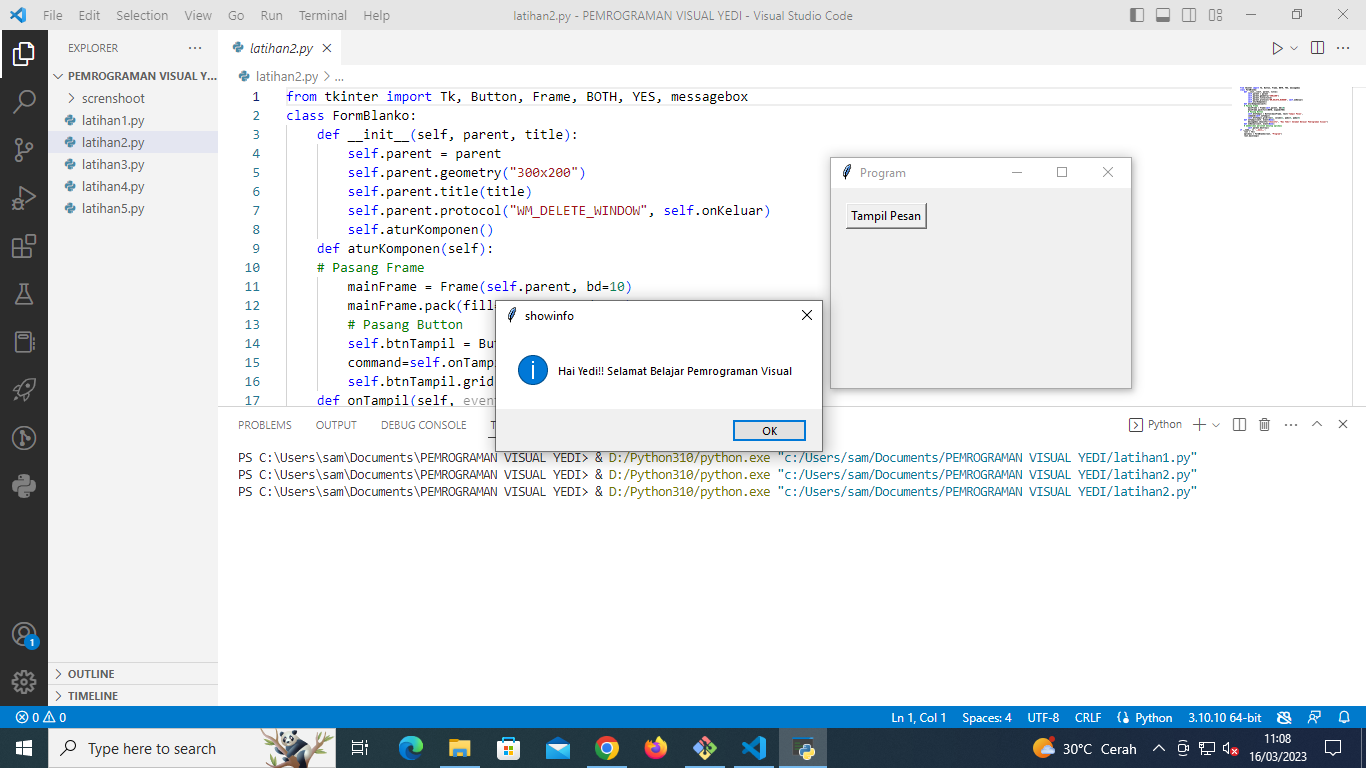 File Edit Selection View Go Run Terminal Help
latihan2.py - PEMROGRAMAN VISUAL YEDI - Visual Studio Code
EXPLORER
PEMROGRAMAN VISUAL Y...
screnshoot
latihan1.py
latihan2.py
latihan3.py
latihan4.py
latihan5.py
OUTLINE
TIMELINE
latihan2.py
latihan2.py > ...
1 from tkinter import Tk, Button, Frame, BOTH, YES, messagebox
2 class FormBlanko:
3 def __init__(self, parent, title):
4 self.parent = parent
5 self.parent.geometry("300x200")
6 self.parent.title(title)
7 self.parent.protocol("WM_DELETE_WINDOW", self.onKeluar)
8 self.aturKomponen()
9 def aturKomponen(self):
10 # Pasang Frame
11 mainFrame = Frame(self.parent, bd=10)
12 mainFrame.pack(fill
13 # Pasang Button
14 self.btnTampil = Bu
15 command=self.onTamp
16 self.btnTampil.grid
17 def onTampil(self, even
Program
Tampil Pesan
showinfo
Hai Yedi!! Selamat Belajar Pemrograman Visual
OK
PROBLEMS OUTPUT DEBUG CONSOLE
Python
PS C:\Users\sam\Documents\PEMROGRAMAN VISUAL YEDI> & D:/Python310/python.exe "c:/Users/sam/Documents/PEMROGRAMAN VISUAL YEDI/latihan1.py"
PS C:\Users\sam\Documents\PEMROGRAMAN VISUAL YEDI> & D:/Python310/python.exe "c:/Users/sam/Documents/PEMROGRAMAN VISUAL YEDI/latihan2.py"
PS C:\Users\sam\Documents\PEMROGRAMAN VISUAL YEDI> & D:/Python310/python.exe "c:/Users/sam/Documents/PEMROGRAMAN VISUAL YEDI/latihan2.py"
1
0 0
Ln 1, Col 1 Spaces: 4 UTF-8 CRLF Python 3.10.10 64-bit
Type here to search
30°C Cerah
11:08
16/03/2023